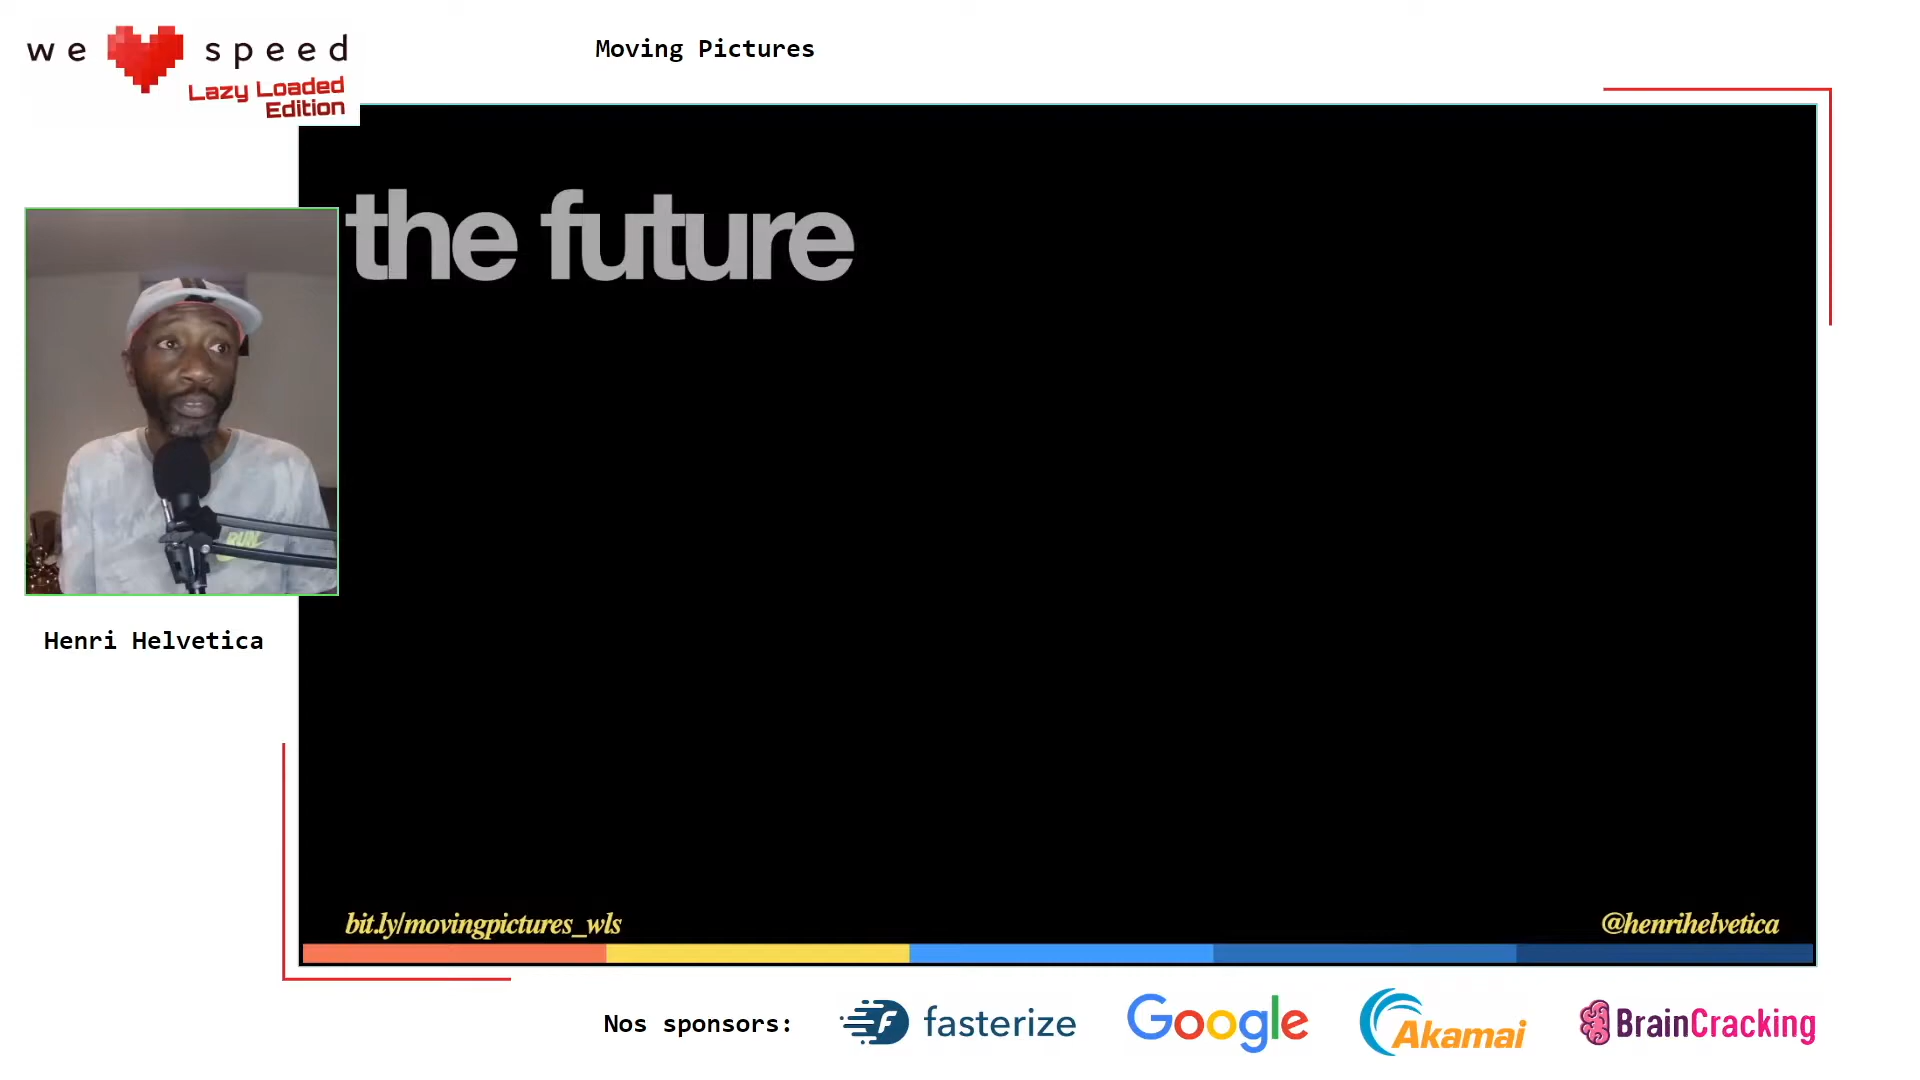 we speed
Lazy Loaded
Edition
Moving Pictures
the future
RUN
Henri Helvetica
bit.ly/movingpictures_wls
@henrihelvetica
Nos sponsors:
fasterize
Google
Akamai
BrainCracking